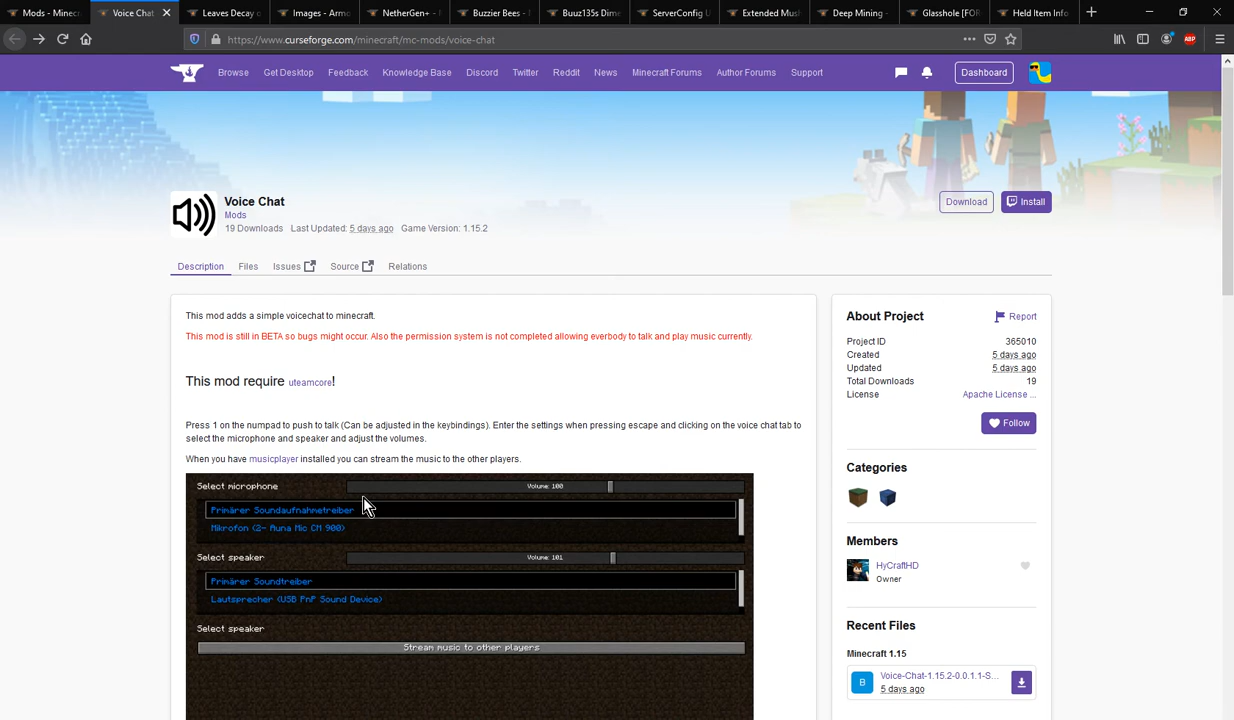 Mods - Minecr
Voice Chat
Leaves Decay o
Images - Armo
NetherGen+ -
Buzzier Bees -
Buuz135s Dime
ServerConfig U
Extended Mush
Deep Mining -
Glasshole [FOR
Held Item Info
https://www.curseforge.com/minecraft/mc-mods/voice-chat
ABP
Browse
Get Desktop
Feedback
Knowledge Base
Discord
Twitter
Reddit
News
Minecraft Forums
Author Forums
Support
Dashboard
Voice Chat
Mods
19 Downloads Last Updated: 5 days ago Game Version: 1.15.2
Download
Install
Description
Files
Issues
Source
Relations
This mod adds a simple voicechat to minecraft.
This mod is still in BETA so bugs might occur. Also the permission system is not completed allowing everbody to talk and play music currently.
This mod require uteamcore!
Press 1 on the numpad to push to talk (Can be adjusted in the keybindings). Enter the settings when pressing escape and clicking on the voice chat tab to
select the microphone and speaker and adjust the volumes.
When you have musicplayer installed you can stream the music to the other players.
Select microphone
Volume: 100
Primärer Soundaufnahmetreiber
Mikrofon (2- Auna Mic CM 900)
Select speaker
Volume: 101
Primärer Soundtreiber
Lautsprecher (USB PnP Sound Device)
Select speaker
Stream music to other players
About Project
Report
Project ID 365010
Created 5 days ago
Updated 5 days ago
Total Downloads 19
License Apache License ...
Follow
Categories
Members
HyCraftHD
Owner
Recent Files
Minecraft 1.15
B
Voice-Chat-1.15.2-0.0.1.1-S...
5 days ago